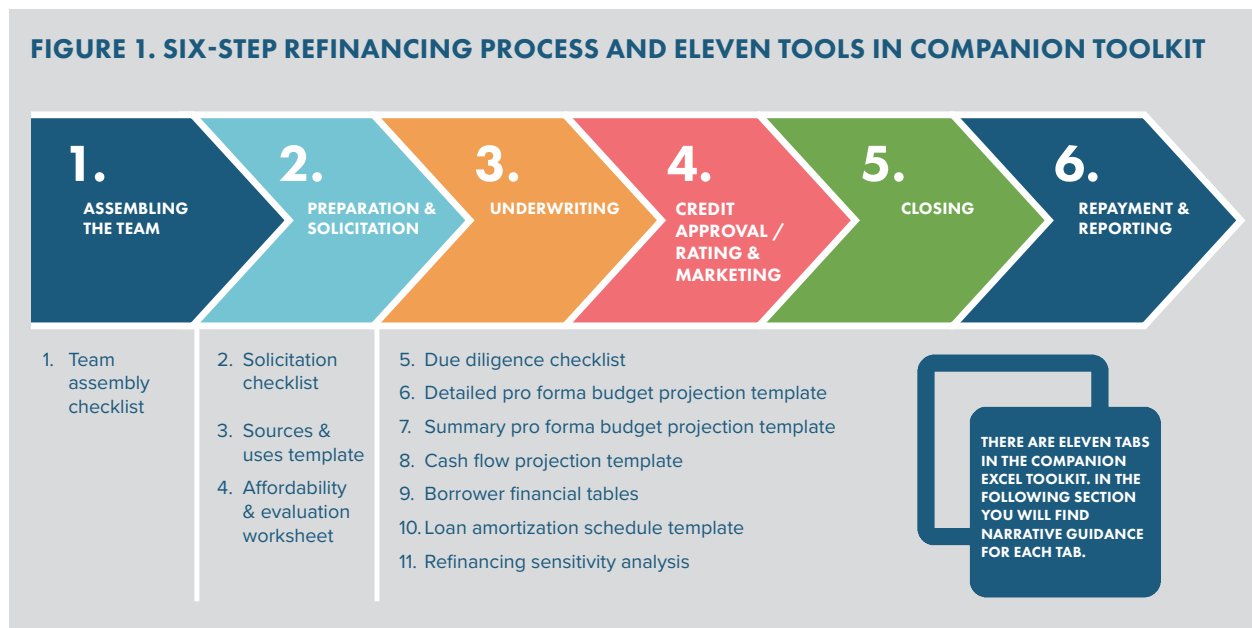 FIGURE 1. SIX-STEP REFINANCING PROCESS AND ELEVEN TOOLS IN COMPANION TOOLKIT
1.
ASSEMBLING
THE TEAM
2.
PREPARATION &
SOLICITATION
3.
UNDERWRITING
4.
CREDIT
APPROVAL /
RATING &
MARKETING
5.
CLOSING
6.
REPAYMENT &
REPORTING
1. Team
assembly
checklist
2. Solicitation
checklist
3. Sources &
uses template
4. Affordability
& evaluation
worksheet
5. Due diligence checklist
6. Detailed pro forma budget projection template
7. Summary pro forma budget projection template
8. Cash flow projection template
9. Borrower financial tables
10. Loan amortization schedule template
11. Refinancing sensitivity analysis
THERE ARE ELEVEN TABS
IN THE COMPANION
EXCEL TOOLKIT. IN THE
FOLLOWING SECTION
YOU WILL FIND
NARRATIVE GUIDANCE
FOR EACH TAB.